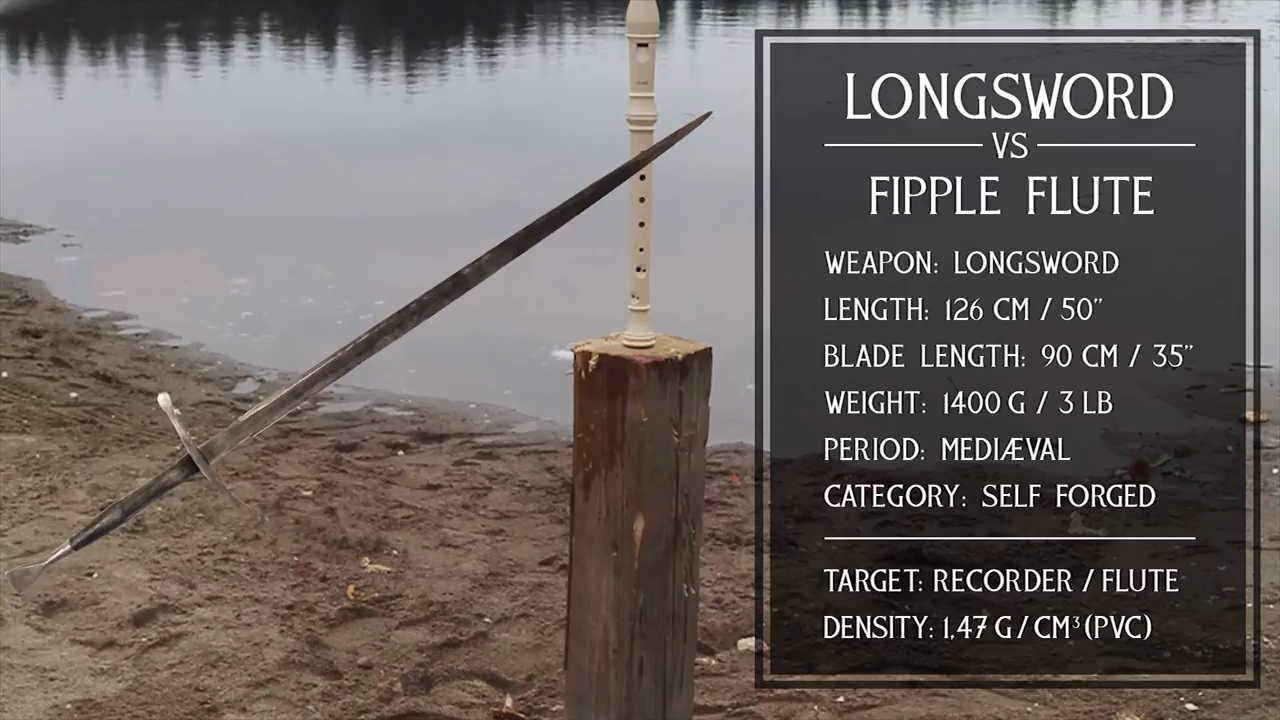 LONGSWORD
VS
FIPPLE FLUTE
WEAPON: LONGSWORD
LENGTH: 126 CM / 50”
BLADE LENGTH: 90 CM / 35”
WEIGHT: 1400 G / 3 LB
PERIOD: MEDIÆVAL
CATEGORY: SELF FORGED
TARGET: RECORDER / FLUTE
DENSITY: 1,47 G / CM³ (PVC)